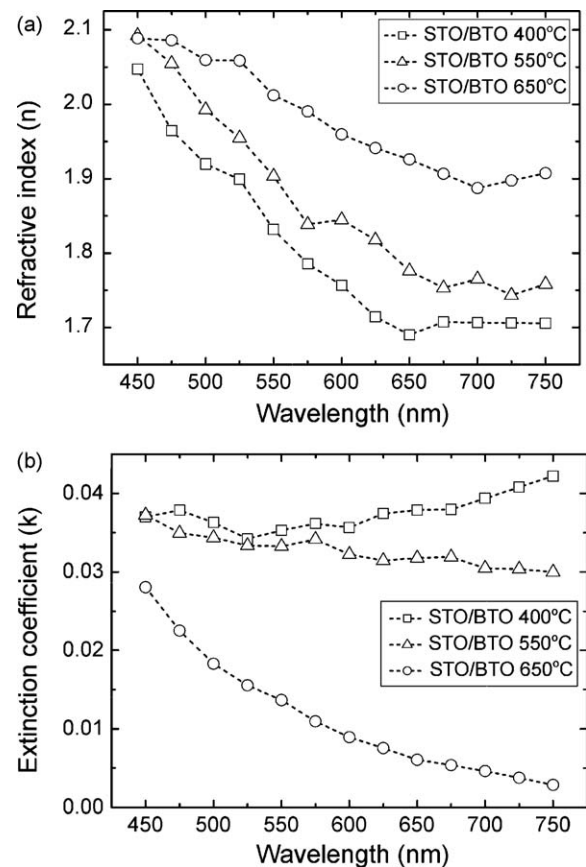 (a)
2.1
2.0
1.9
1.8
1.7
Refractive index (n)
STO/BTO 400°C
STO/BTO 550°C
STO/BTO 650°C
450 500 550 600 650 700 750
Wavelength (nm)
(b)
0.04
0.03
0.02
0.01
0.00
Extinction coefficient (k)
STO/BTO 400°C
STO/BTO 550°C
STO/BTO 650°C
450 500 550 600 650 700 750
Wavelength (nm)